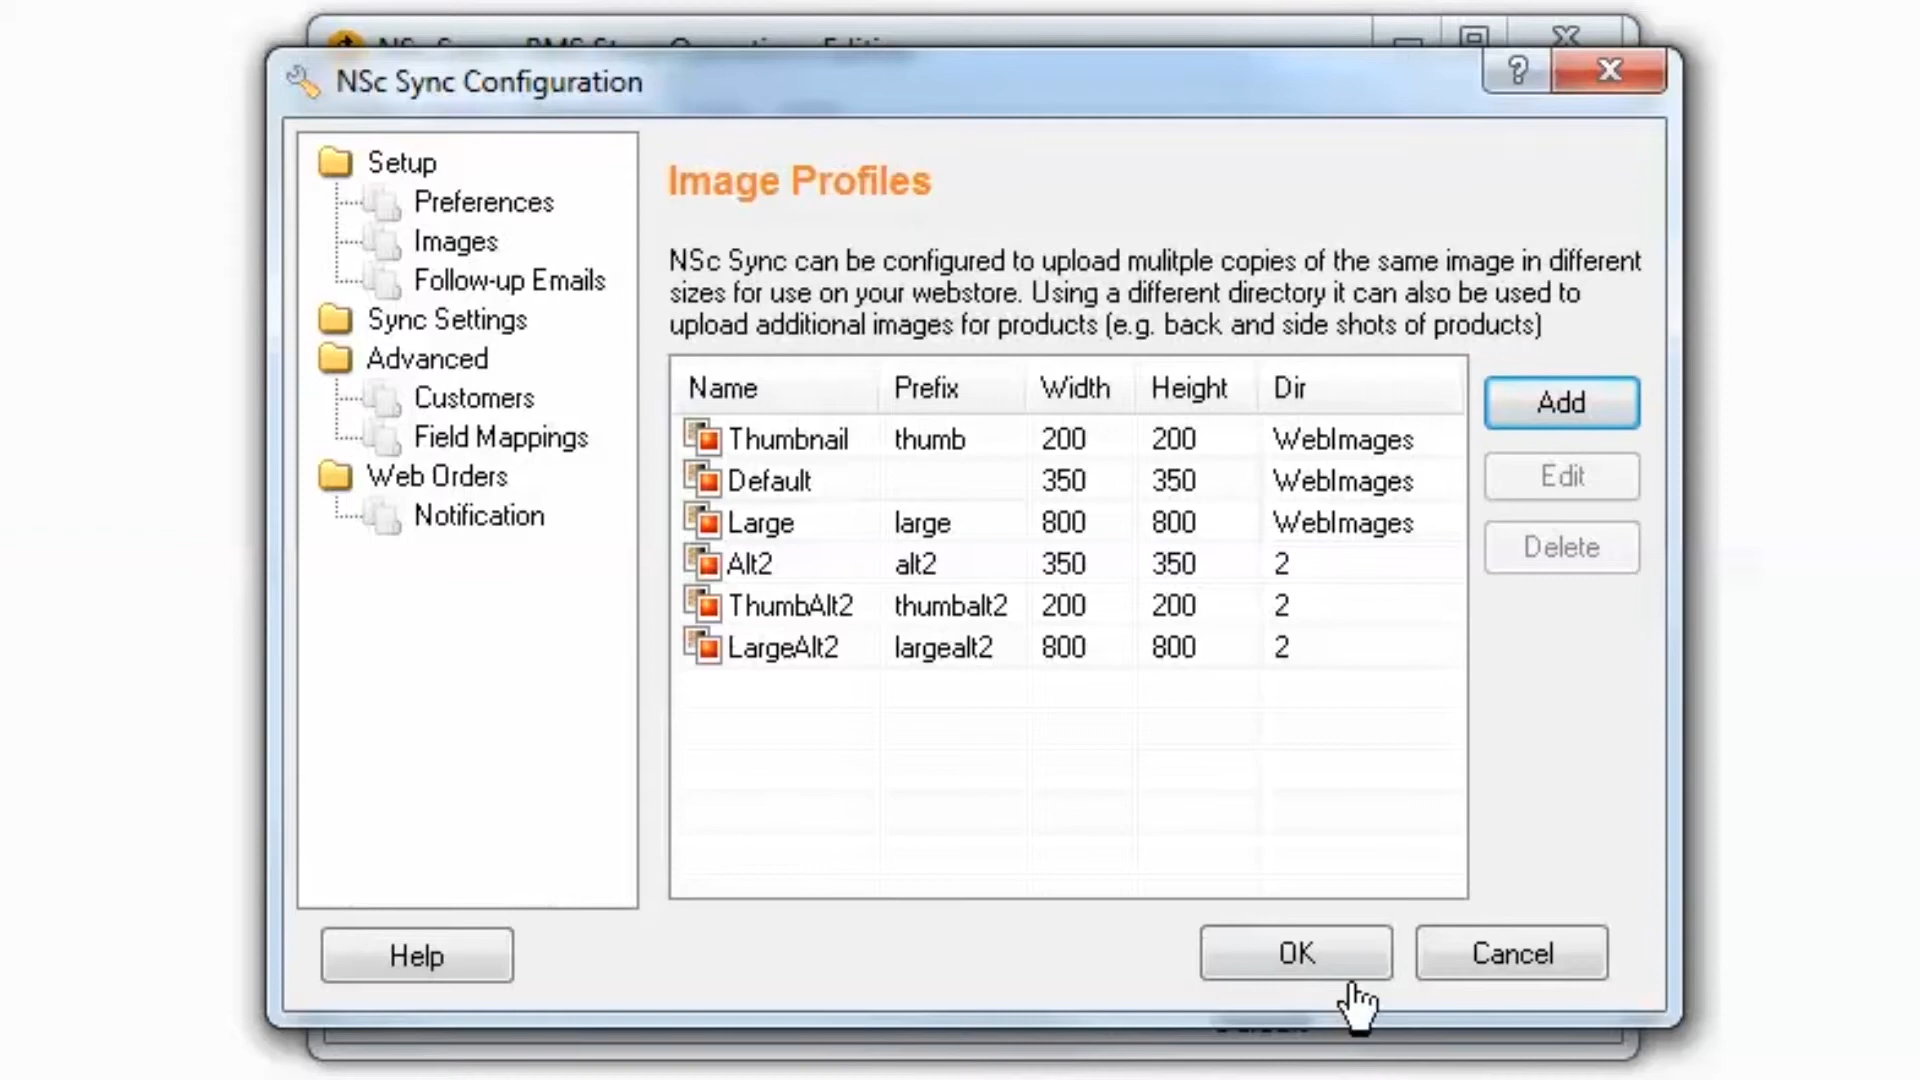 NSc Sync Configuration
Setup
Preferences
Images
Follow-up Emails
Sync Settings
Advanced
Customers
Field Mappings
Web Orders
Notification
Image Profiles
NSc Sync can be configured to upload mulitple copies of the same image in different
sizes for use on your webstore. Using a different directory it can also be used to
upload additional images for products (e.g. back and side shots of products)
Name Prefix Width Height Dir
Thumbnail thumb 200 200 WebImages
Default 350 350 WebImages
Large large 800 800 WebImages
Alt2 alt2 350 350 2
ThumbAlt2 thumbalt2 200 200 2
LargeAlt2 largealt2 800 800 2
Add
Edit
Delete
Help
OK
Cancel